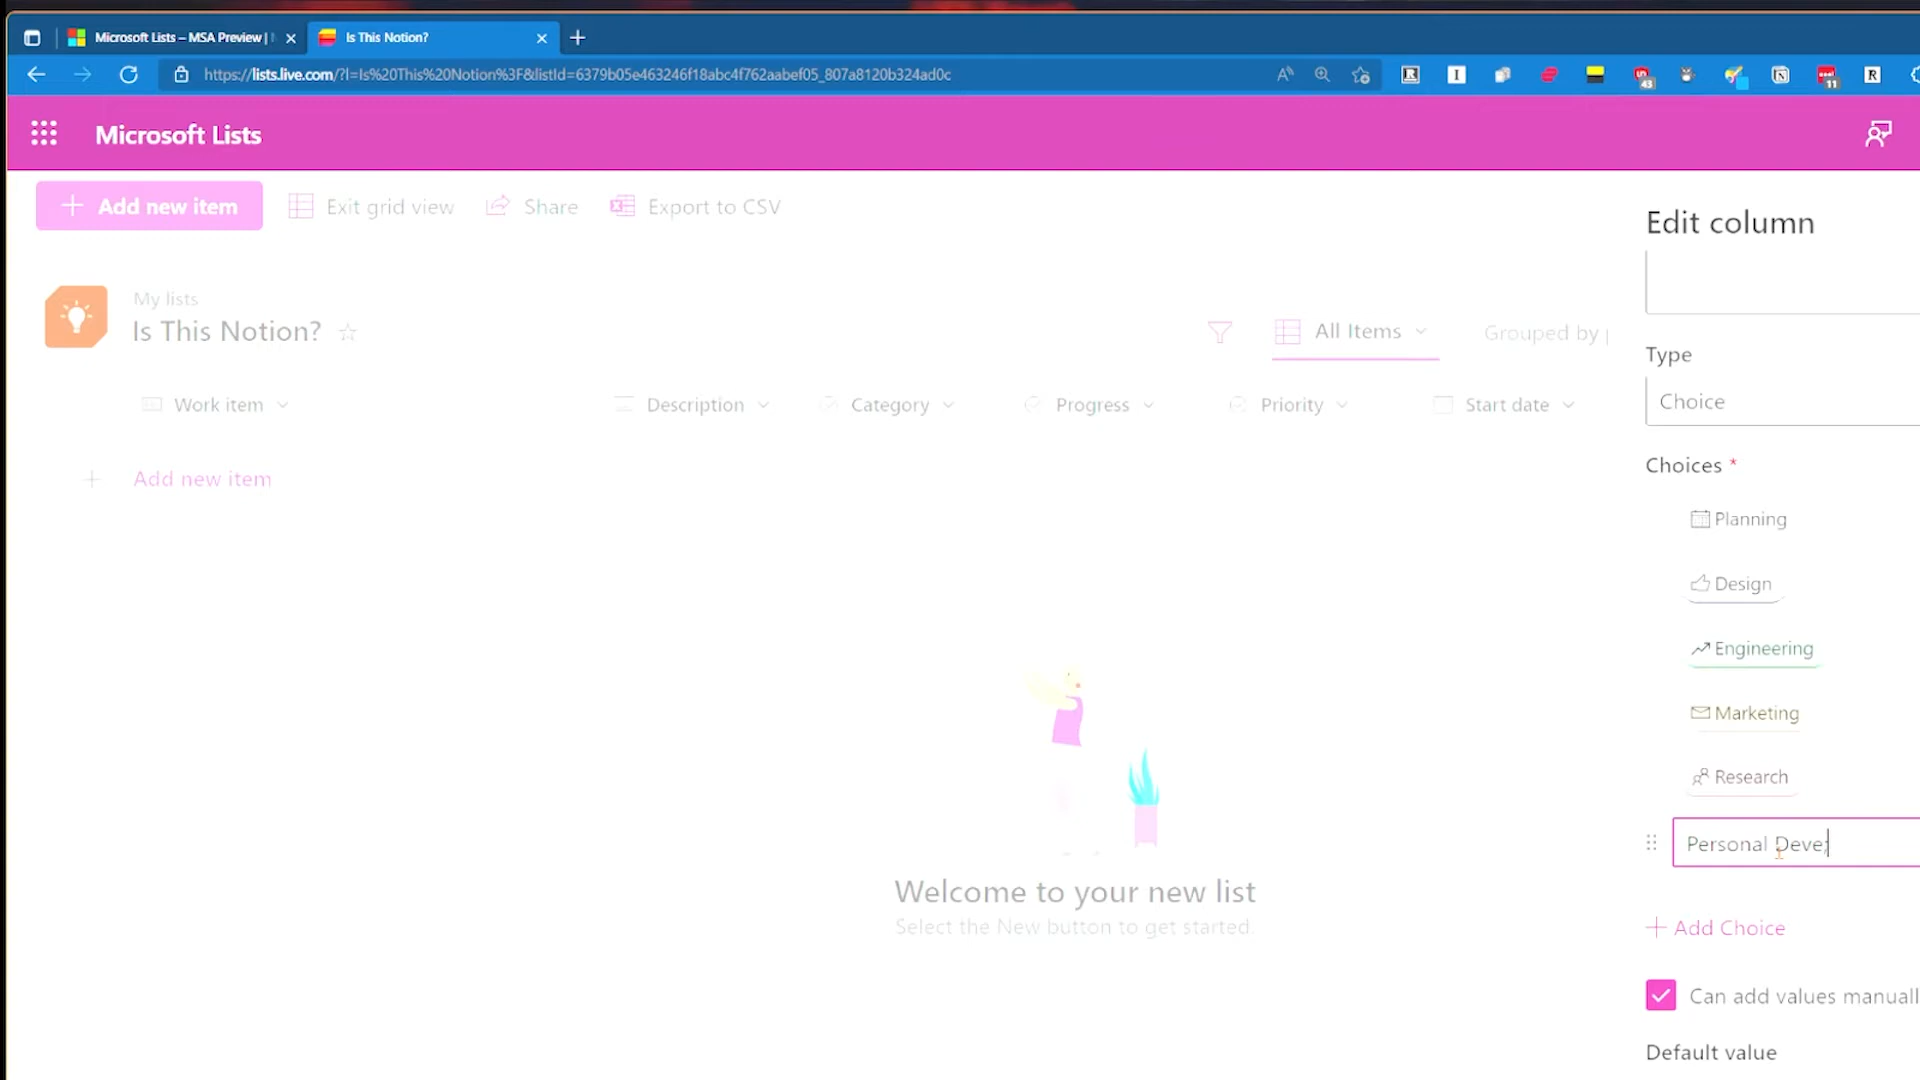 Microsoft Lists – MSA Preview |
Is This Notion?
https://lists.live.com/?l=Is%20This%20Notion%3F&listId=6379b05e463246f18abc4f762aabef05_807a8120b324ad0c
43
11
Microsoft Lists
Add new item
Exit grid view
Share
Export to CSV
Edit column
My lists
Is This Notion?
All Items
Grouped by
Type
Choice
Work item
Description
Category
Progress
Priority
Start date
Choices *
Add new item
Planning
Design
Engineering
Marketing
Research
Personal Deve;
Welcome to your new list
Select the New button to get started.
Add Choice
Can add values manuall
Default value